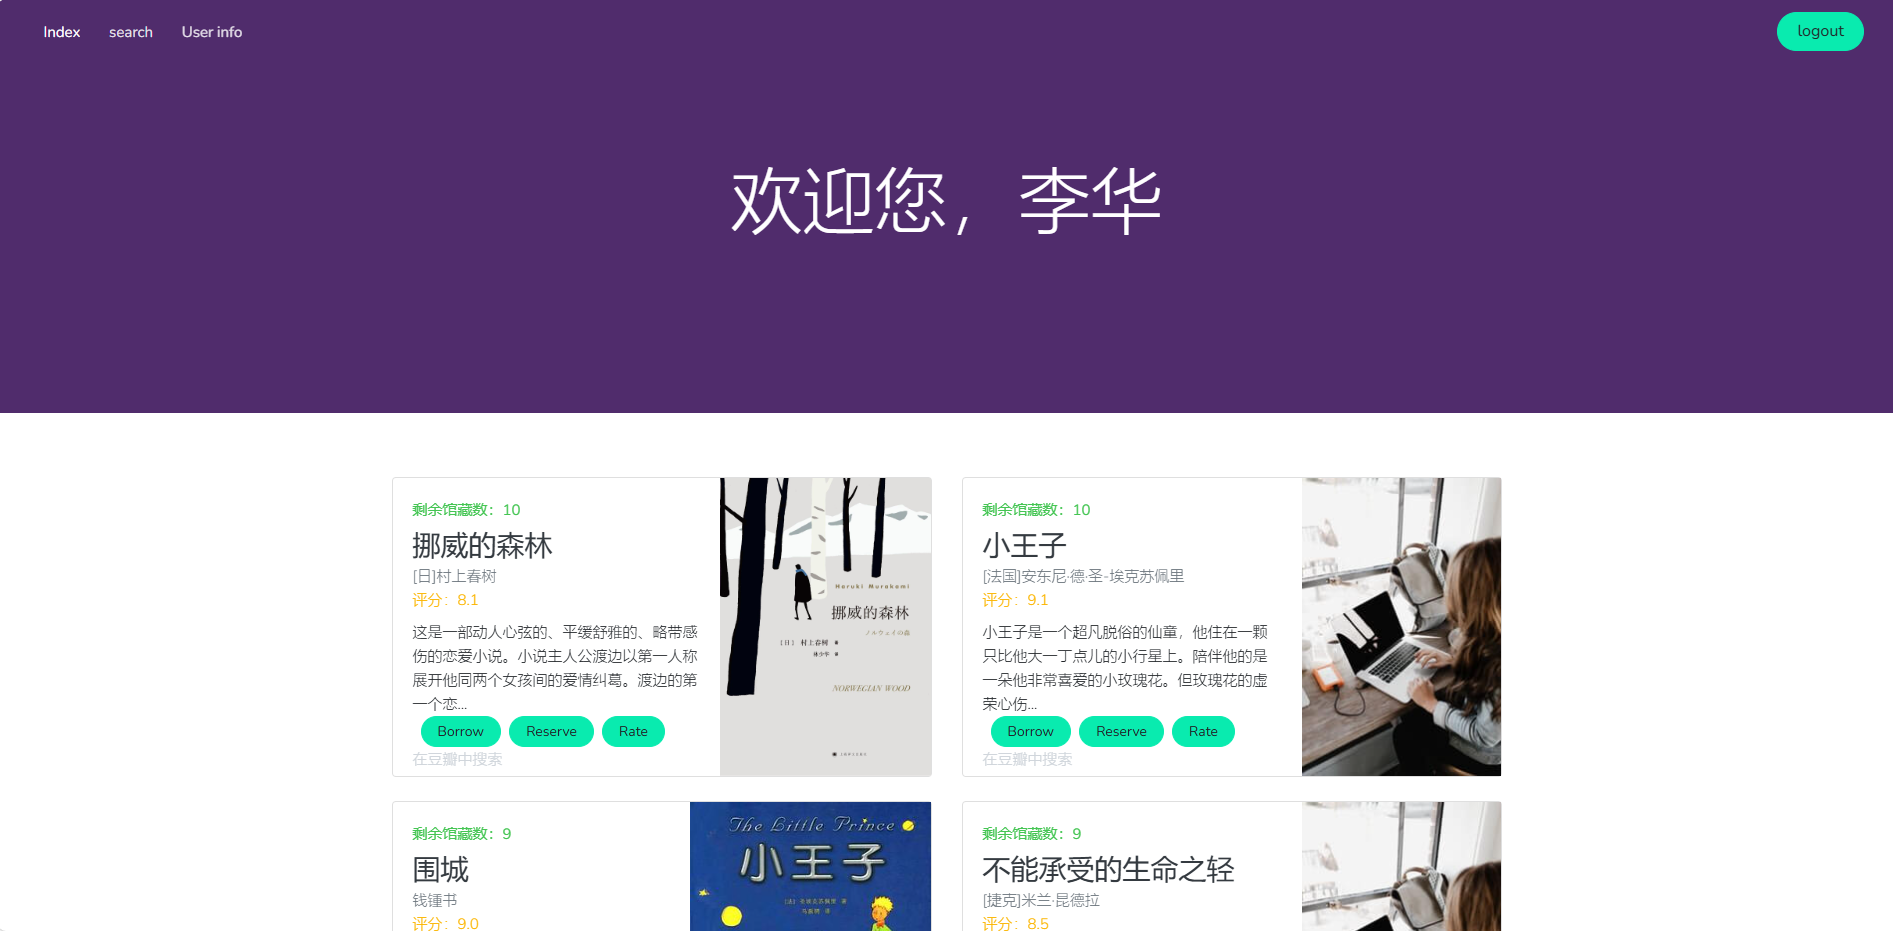 Index search User info logout
欢迎您，李华
剩余馆藏数：10
挪威的森林
[日]村上春树
评分：8.1
这是一部动人心弦的、平缓舒雅的、略带感
伤的恋爱小说。小说主人公渡边以第一人称
展开他同两个女孩间的爱情纠葛。渡边的第
一个恋...
Borrow Reserve Rate
在豆瓣中搜索
Haruki Murakami
挪威的森林
ノルウェイの森
[日] 村上春树 著
林少华 译
NORWEGIAN WOOD
剩余馆藏数：10
小王子
[法国]安东尼·德·圣-埃克苏佩里
评分：9.1
小王子是一个超凡脱俗的仙童，他住在一颗
只比他大一丁点儿的小行星上。陪伴他的是
一朵他非常喜爱的小玫瑰花。但玫瑰花的虚
荣心伤...
Borrow Reserve Rate
在豆瓣中搜索
剩余馆藏数：9
围城
钱锺书
评分：9.0
The Little Prince
小王子
剩余馆藏数：9
不能承受的生命之轻
[捷克]米兰·昆德拉
评分：8.5